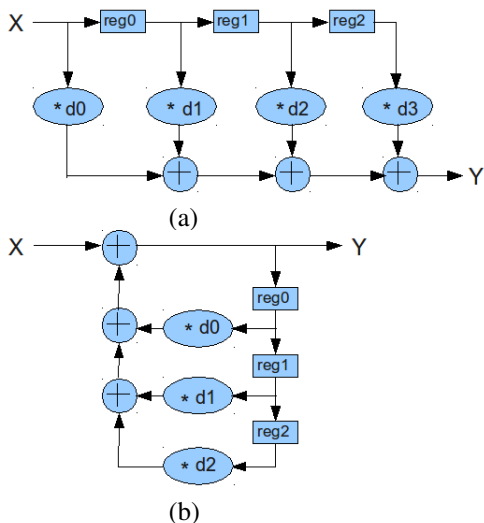 X reg0 reg1 reg2
* d0 * d1 * d2 * d3
+ + + Y
(a)
X + Y
reg0
+ * d0
reg1
+ * d1
reg2
* d2
(b)